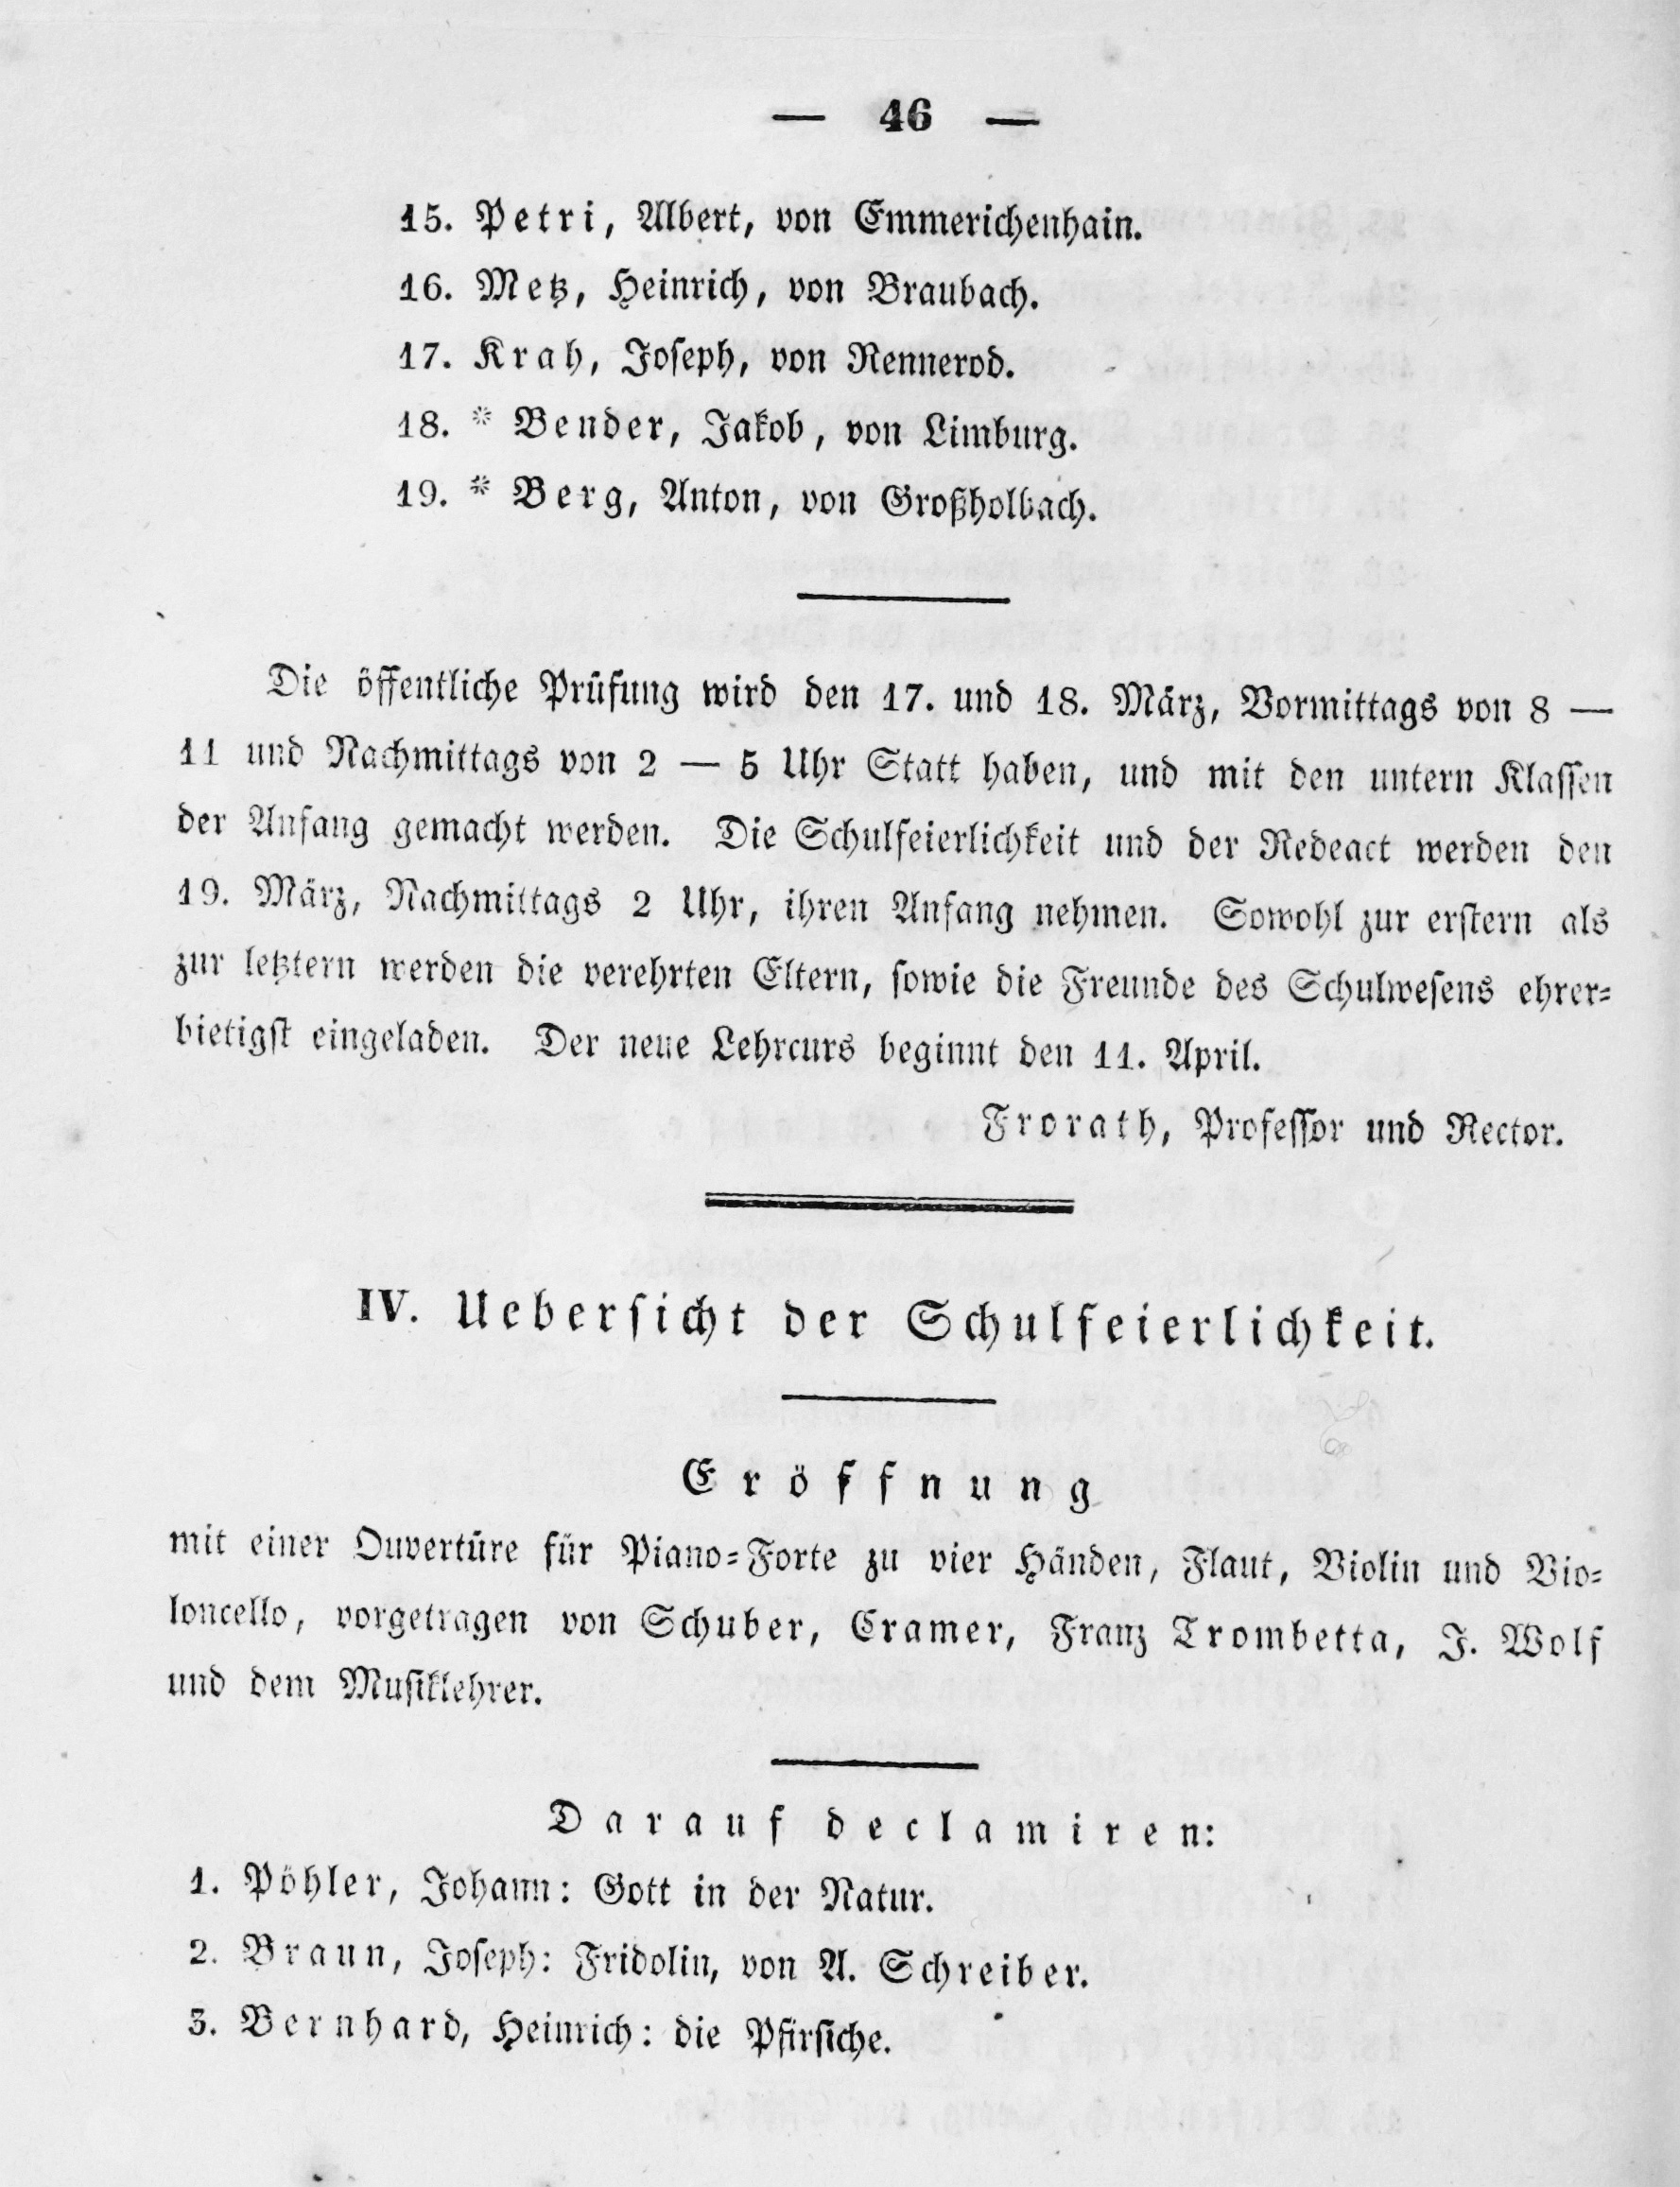 — 46 —
15. Petri, Albert, von Emmerichenhain.
16. Metz, Heinrich, von Braubach.
17. Krah, Joseph, von Rennerod.
18. * Bender, Jakob, von Limburg.
19. * Berg, Anton, von Großholbach.
Die öffentliche Prüfung wird den 17. und 18. März, Vormittags von 8 —
11 und Nachmittags von 2 — 5 Uhr Statt haben, und mit den untern Klassen
der Anfang gemacht werden. Die Schulfeierlichkeit und der Redeact werden den
19. März, Nachmittags 2 Uhr, ihren Anfang nehmen. Sowohl zur erstern als
zur letztern werden die verehrten Eltern, sowie die Freunde des Schulwesens ehrer-
bietigst eingeladen. Der neue Lehrcurs beginnt den 11. April.
Frorath, Professor und Rector.
IV. Uebersicht der Schulfeierlichkeit.
Eröffnung
mit einer Ouvertüre für Piano-Forte zu vier Händen, Flaut, Violin und Vio-
loncello, vorgetragen von Schuber, Cramer, Franz Trombetta, J. Wolf
und dem Musiklehrer.
Darauf declamiren:
1. Pöhler, Johann: Gott in der Natur.
2. Braun, Joseph: Fridolin, von A. Schreiber.
3. Bernhard, Heinrich: die Pfirsiche.